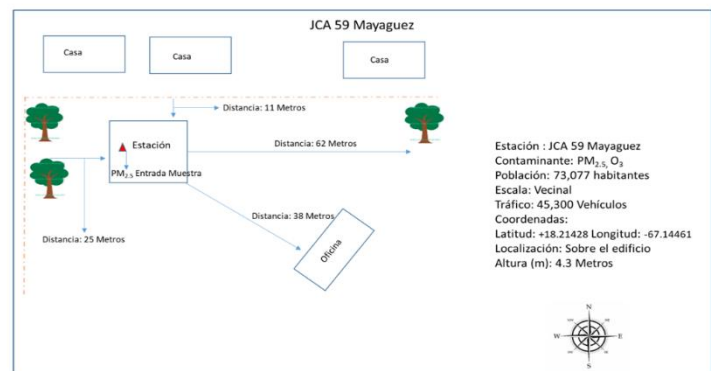 JCA 59 Mayaguez
Casa
Casa
Casa
Distancia: 11 Metros
Estación
Distancia: 62 Metros
PM2.5 Entrada Muestra
Distancia: 38 Metros
Distancia: 25 Metros
Oficina
Estación : JCA 59 Mayaguez
Contaminante: PM2.5, O3
Población: 73,077 habitantes
Escala: Vecinal
Tráfico: 45,300 Vehículos
Coordenadas:
Latitud: +18.21428 Longitud: -67.14461
Localización: Sobre el edificio
Altura (m): 4.3 Metros
N
W
E
S